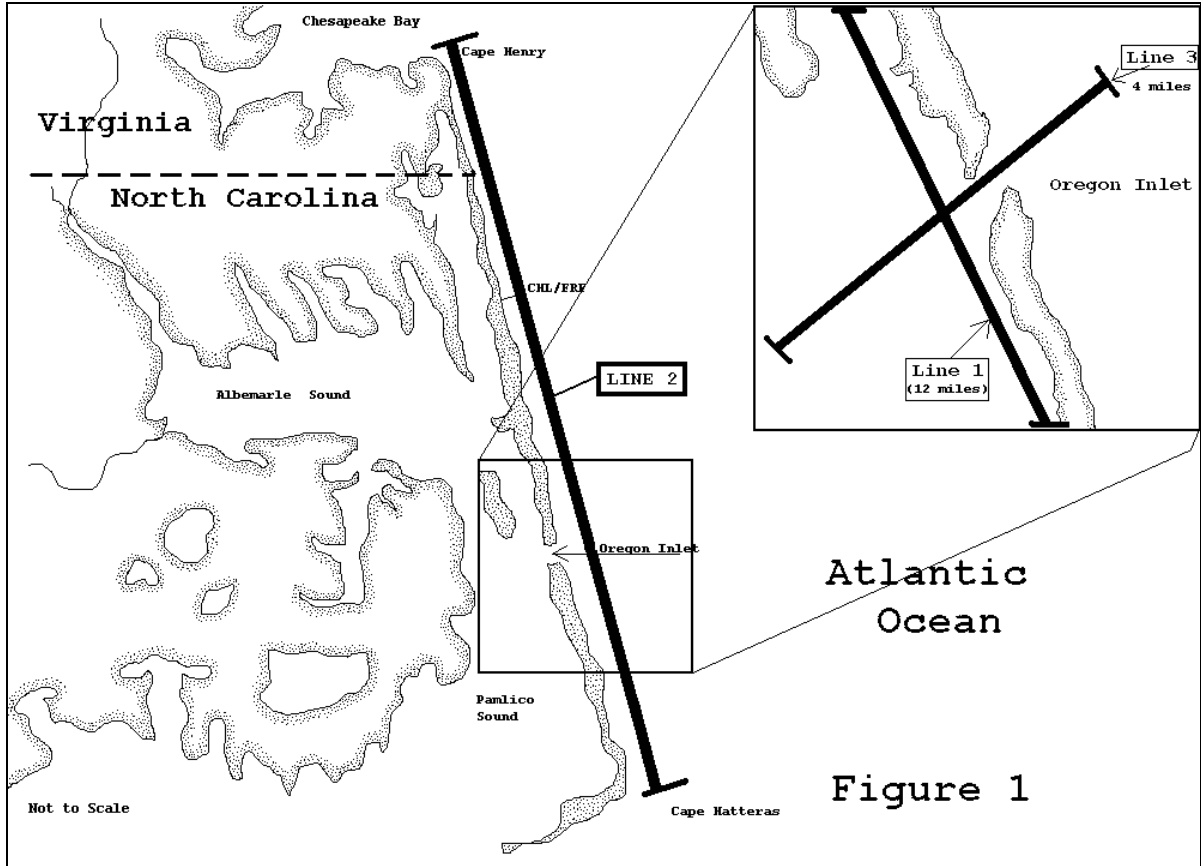 Chesapeake Bay
Cape Henry
Virginia
North Carolina
CHL/FRF
LINE 2
Albemarle Sound
Oregon Inlet
Pamlico
Sound
Not to Scale
Cape Hatteras
Line 3
4 miles
Oregon Inlet
Line 1
(12 miles)
Atlantic
Ocean
Figure 1